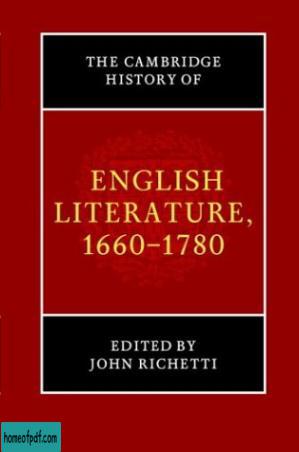 THE CAMBRIDGE
HISTORY OF
ENGLISH
LITERATURE,
1660–1780
EDITED BY
JOHN RICHETTI
homeofpdf.com